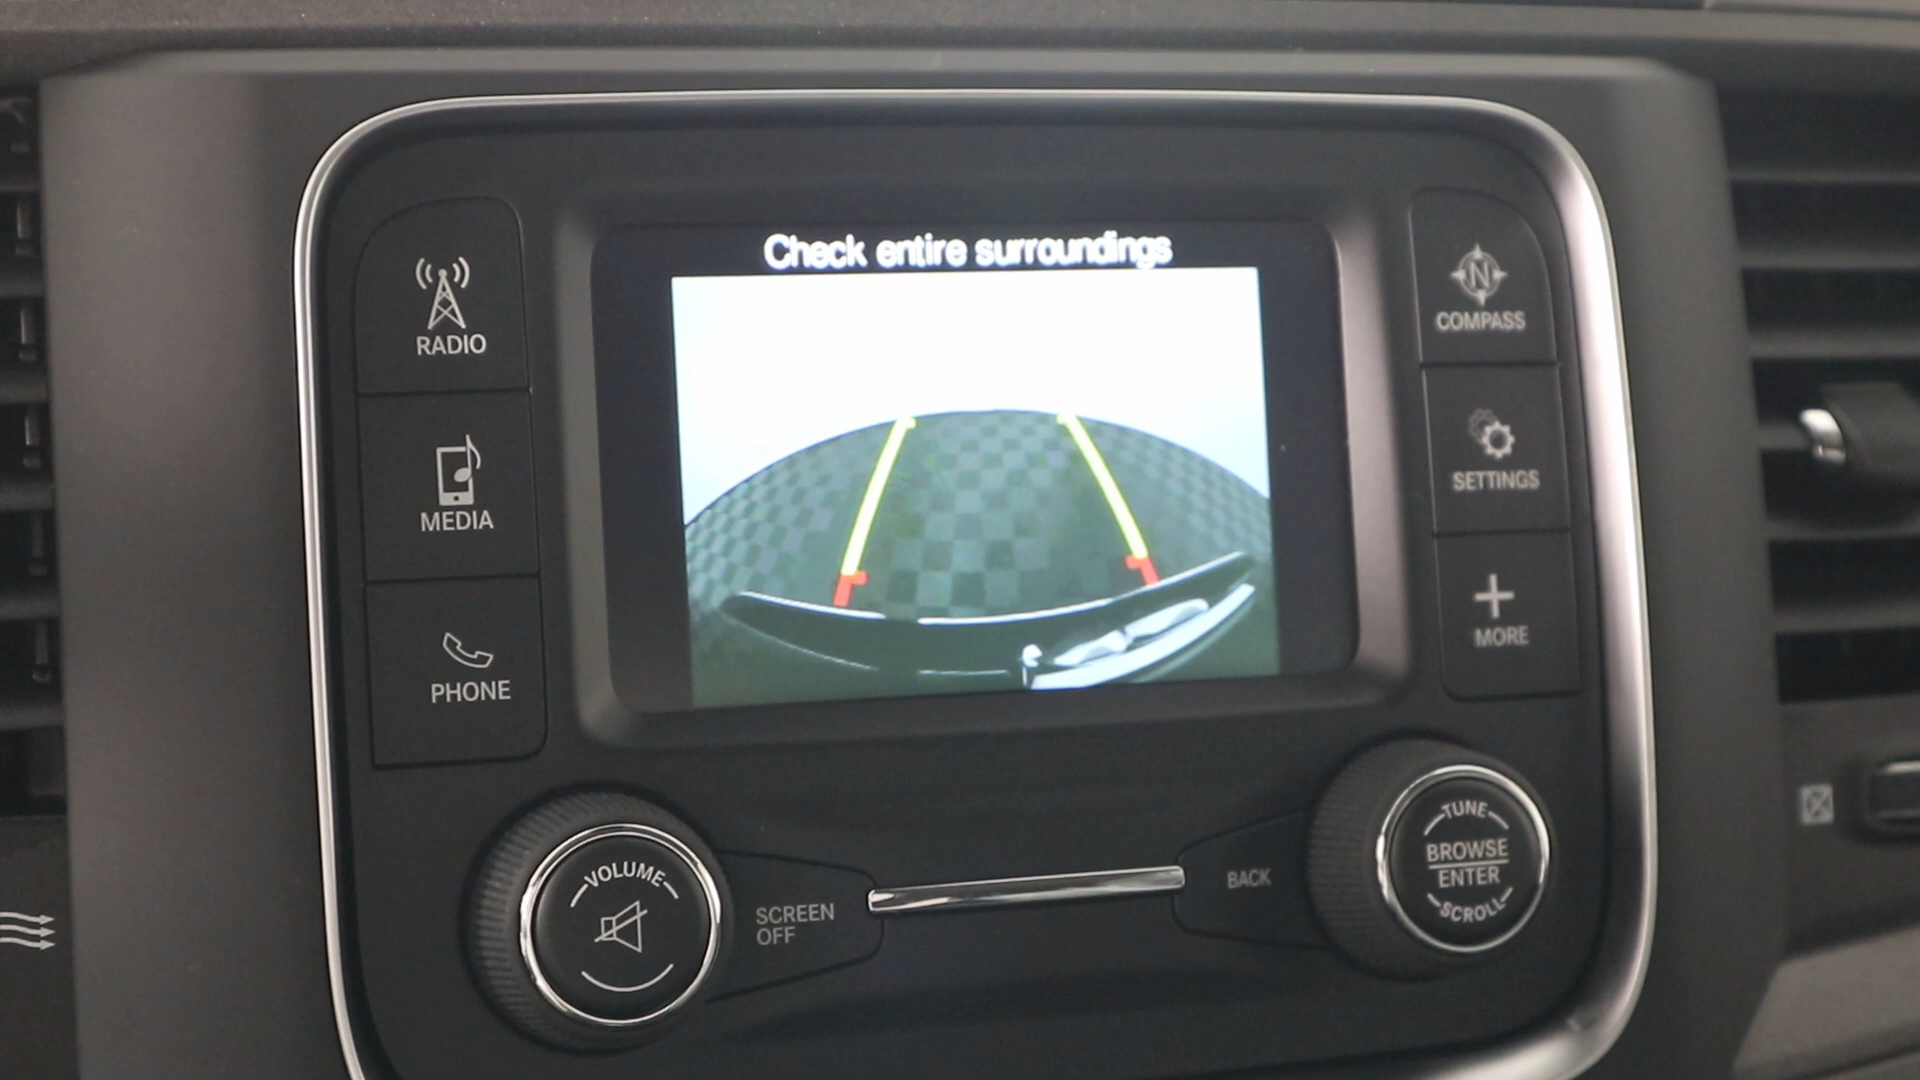 Check entire surroundings
RADIO
MEDIA
PHONE
N
COMPASS
SETTINGS
MORE
VOLUME
SCREEN
OFF
BACK
TUNE
BROWSE
ENTER
SCROLL